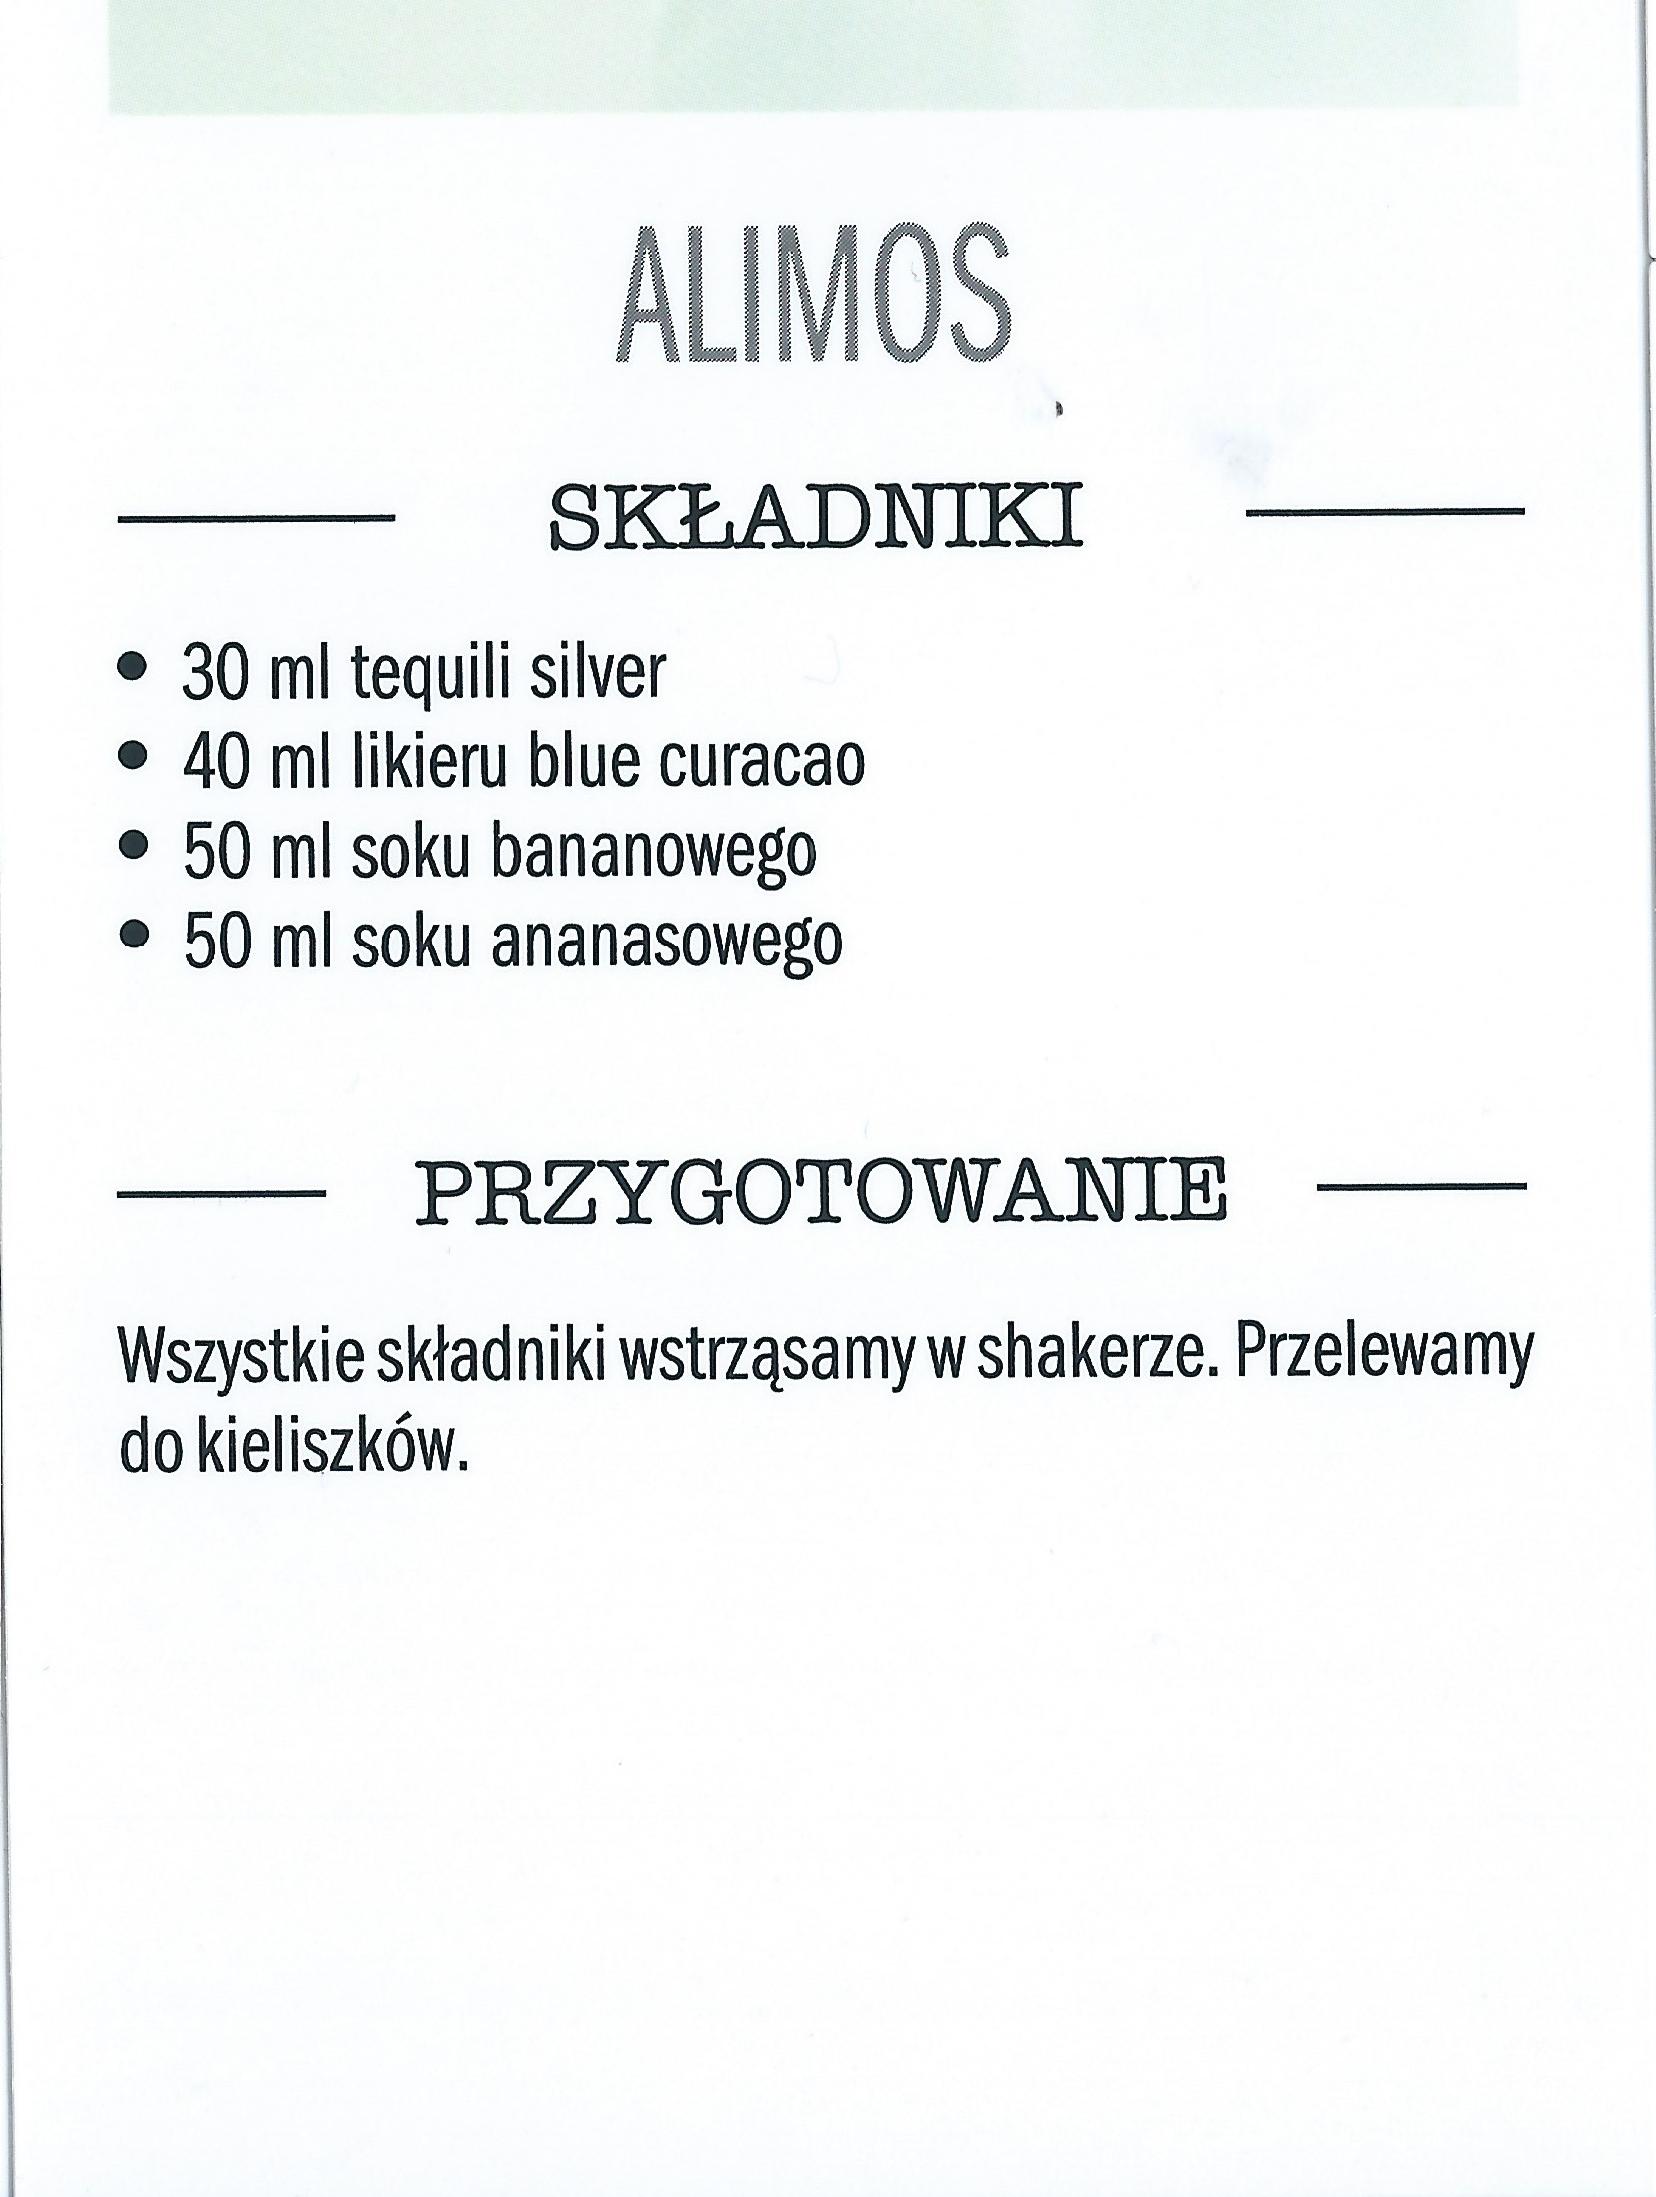 ALIMOS
SKŁADNIKI
• 30 ml tequili silver
• 40 ml likieru blue curacao
• 50 ml soku bananowego
• 50 ml soku ananasowego
PRZYGOTOWANIE
Wszystkie składniki wstrząsamy w shakerze. Przelewamy
do kieliszków.